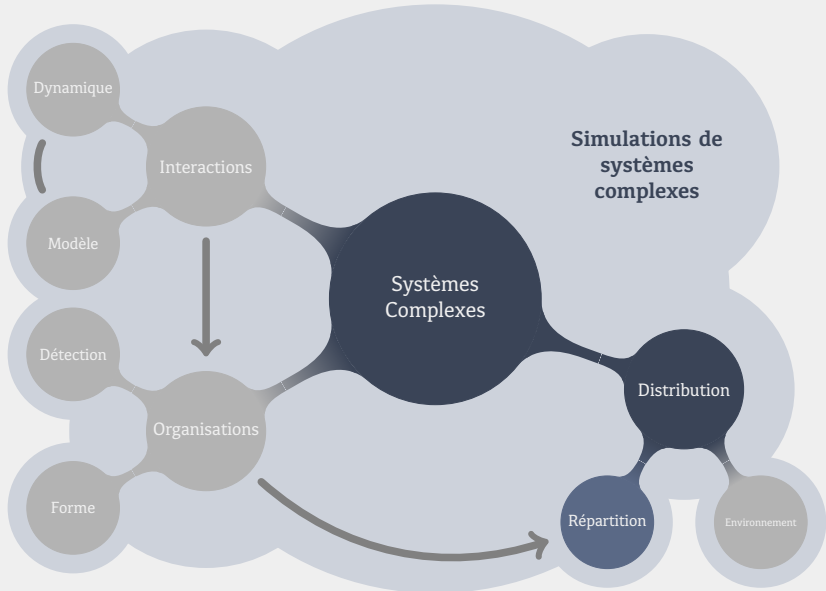 Dynamique
Interactions
Modèle
Détection
Organisations
Forme
Systèmes
Complexes
Simulations de
systèmes
complexes
Distribution
Répartition
Environnement